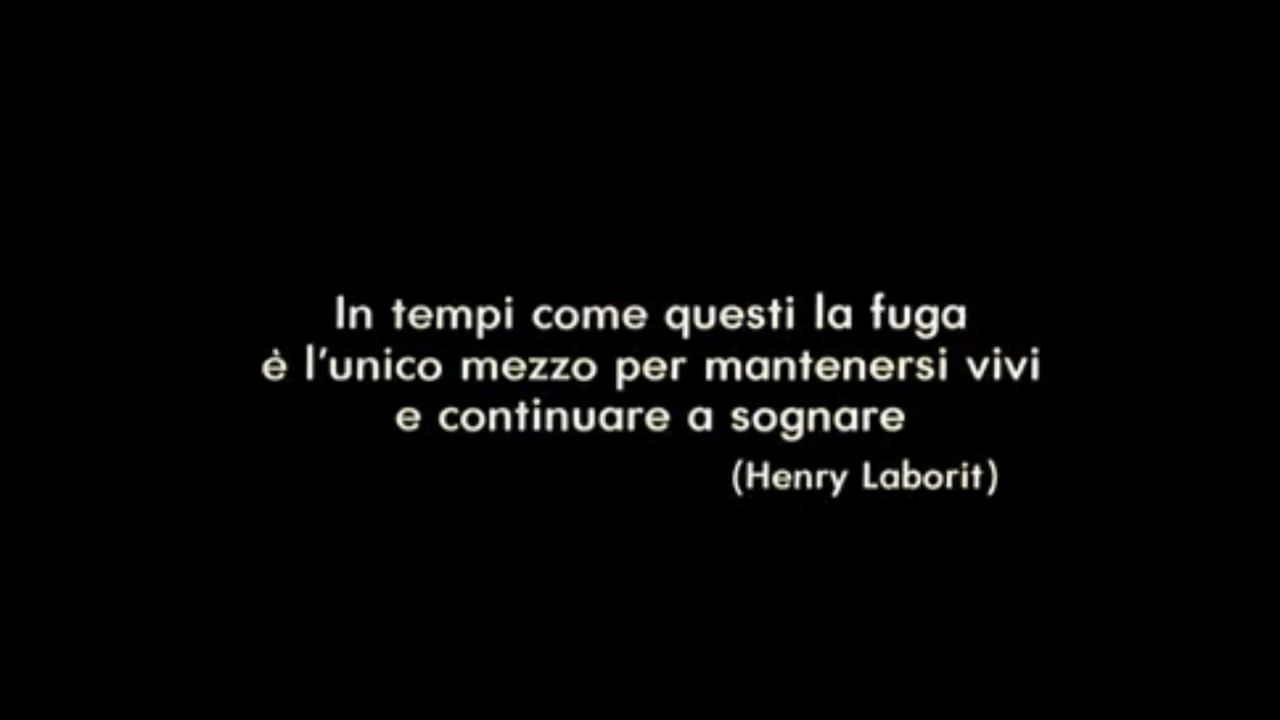 In tempi come questi la fuga
è l'unico mezzo per mantenersi vivi
e continuare a sognare
(Henry Laborit)